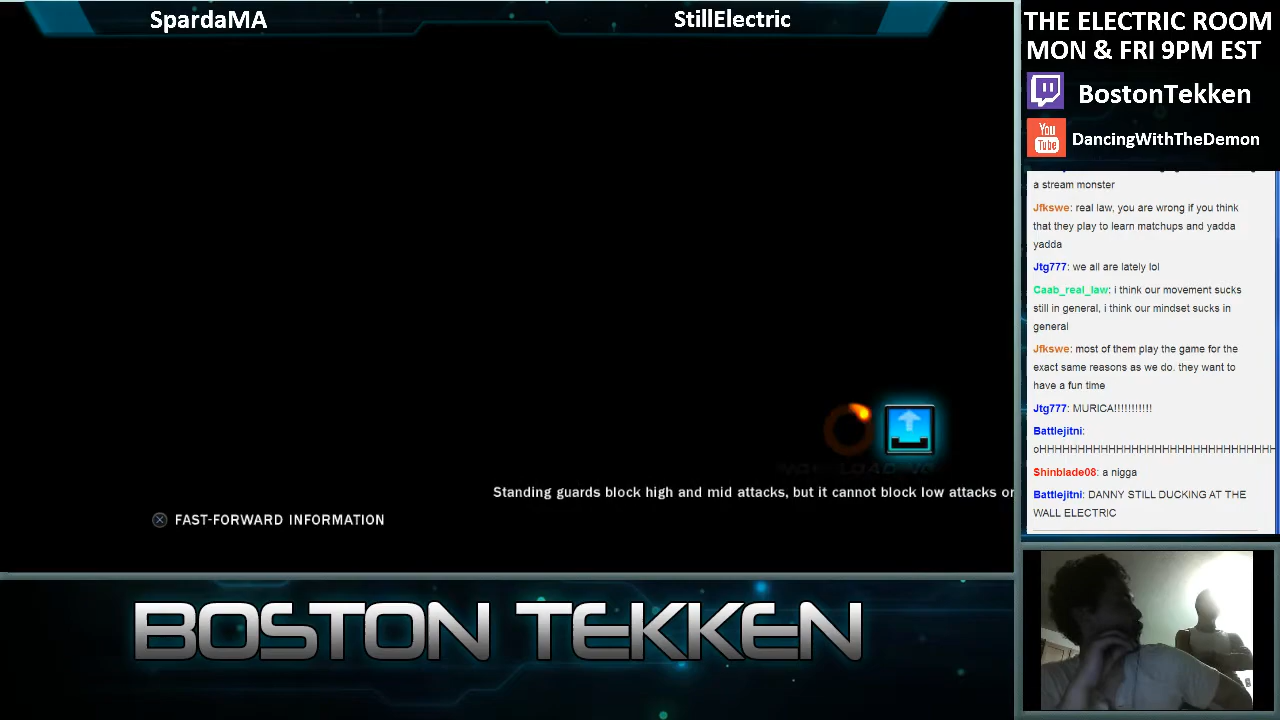 SpardaMA
StillElectric
THE ELECTRIC ROOM
MON & FRI 9PM EST
BostonTekken
You
Tube
DancingWithTheDemon
a stream monster
Jfkswe: real law, you are wrong if you think
that they play to learn matchups and yadda
yadda
Jtg777: we all are lately lol
Caab_real_law: i think our movement sucks
still in general, i think our mindset sucks in
general
Jfkswe: most of them play the game for the
exact same reasons as we do. they want to
have a fun time
Jtg777: MURICA!!!!!!!!!!!
Battlejitni:
oHHHHHHHHHHHHHHHHHHHHHHHHHHHH
Shinblade08: a nigga
Battlejitni: DANNY STILL DUCKING AT THE
WALL ELECTRIC
Standing guards block high and mid attacks, but it cannot block low attacks or
FAST-FORWARD INFORMATION
BOSTON TEKKEN